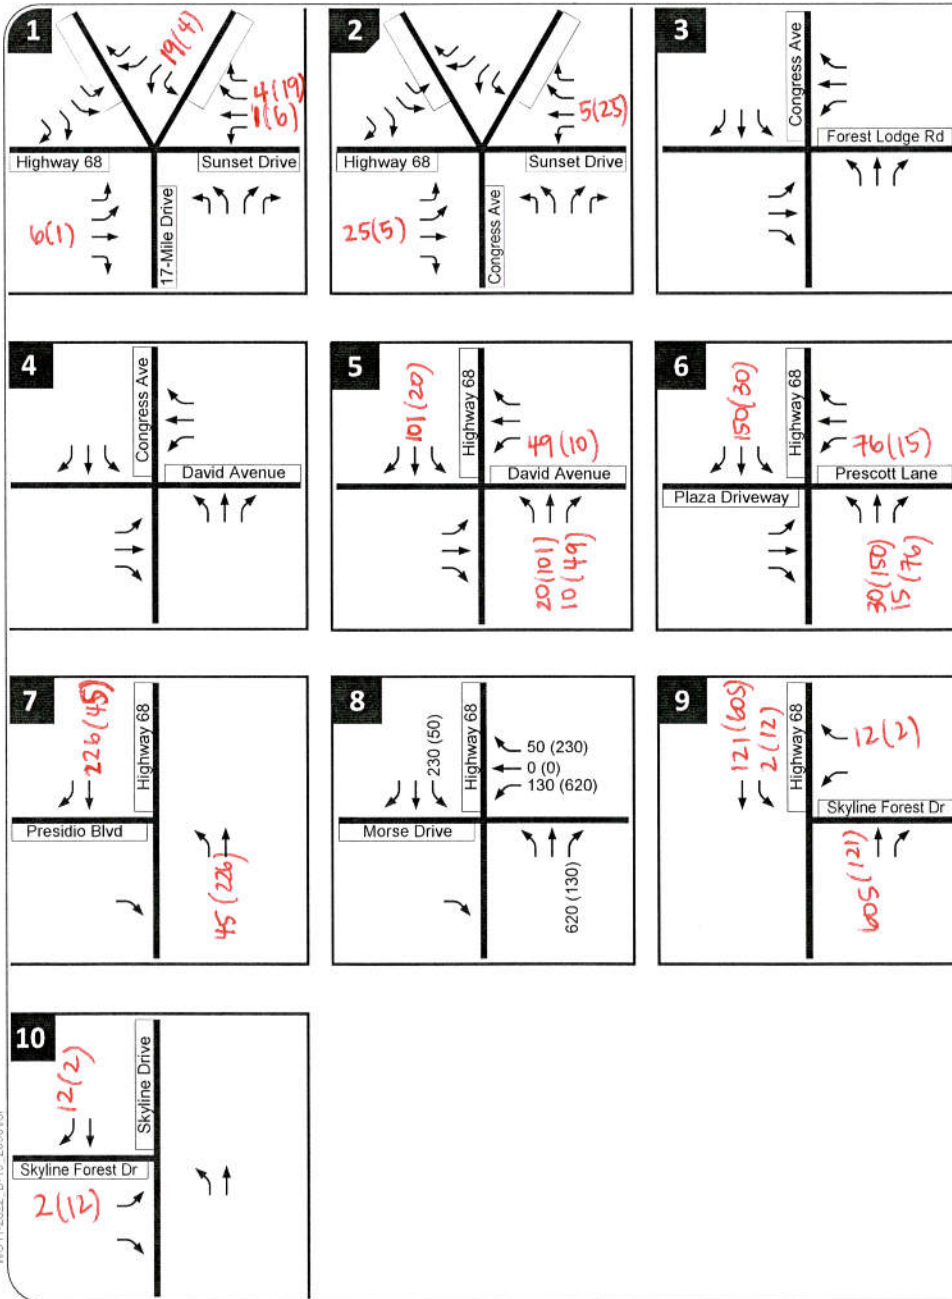 1
19(4)
4(19)
1(6)
Highway 68
Sunset Drive
6(1)
17-Mile Drive
2
5(25)
Highway 68
Sunset Drive
25(5)
Congress Ave
3
Congress Ave
Forest Lodge Rd
4
Congress Ave
David Avenue
5
101(20)
Highway 68
49(10)
David Avenue
20(101)
10(49)
6
150(30)
Highway 68
76(15)
Plaza Driveway
Prescott Lane
30(150)
15(76)
7
226(45)
Highway 68
Presidio Blvd
45(226)
8
230 (50)
Highway 68
50 (230)
0 (0)
130 (620)
Morse Drive
620 (130)
9
121(605)
2(12)
Highway 68
12(2)
Skyline Forest Dr
605(121)
10
12(2)
Skyline Drive
Skyline Forest Dr
2(12)